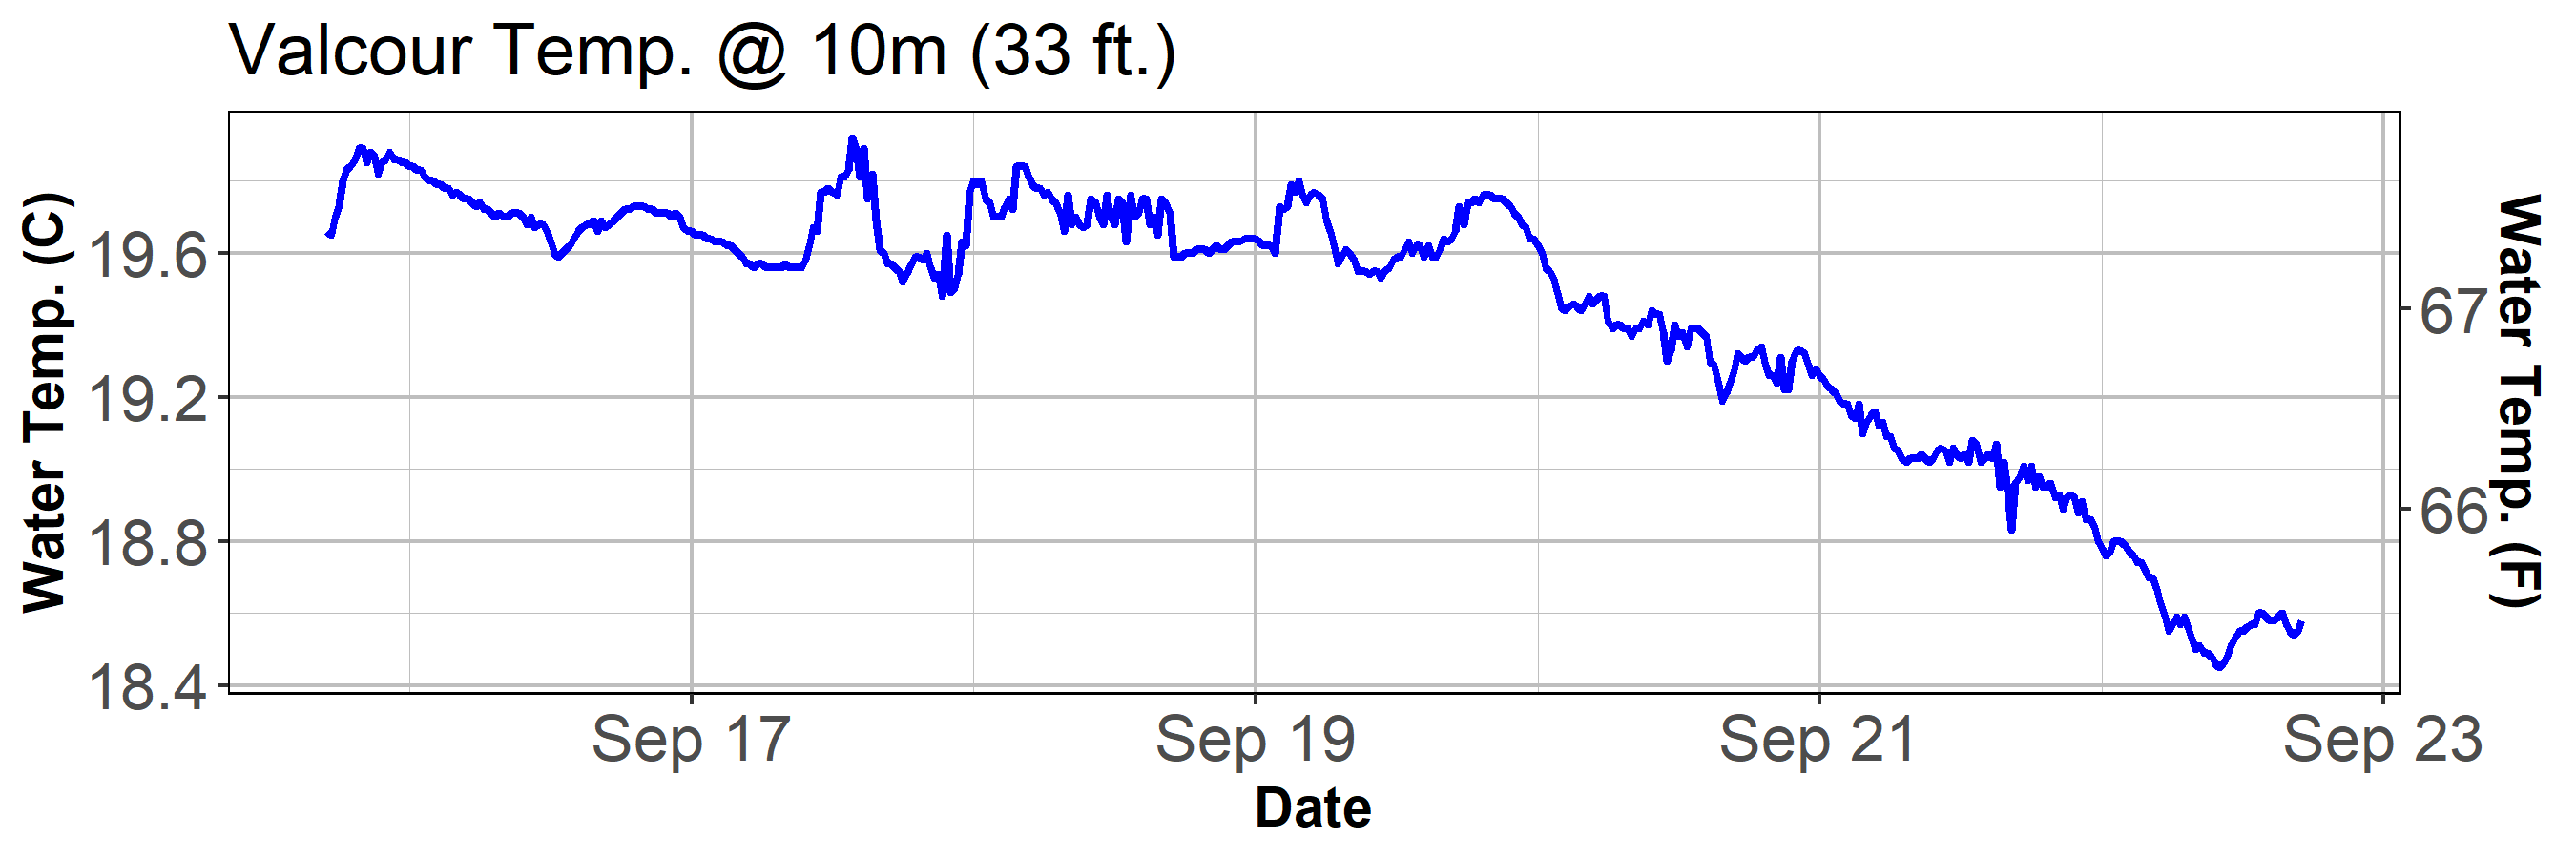 Valcour Temp. @ 10m (33 ft.)
Water Temp. (C)
19.6
19.2
18.8
18.4
67
66
Water Temp. (F)
Sep 17
Sep 19
Sep 21
Sep 23
Date